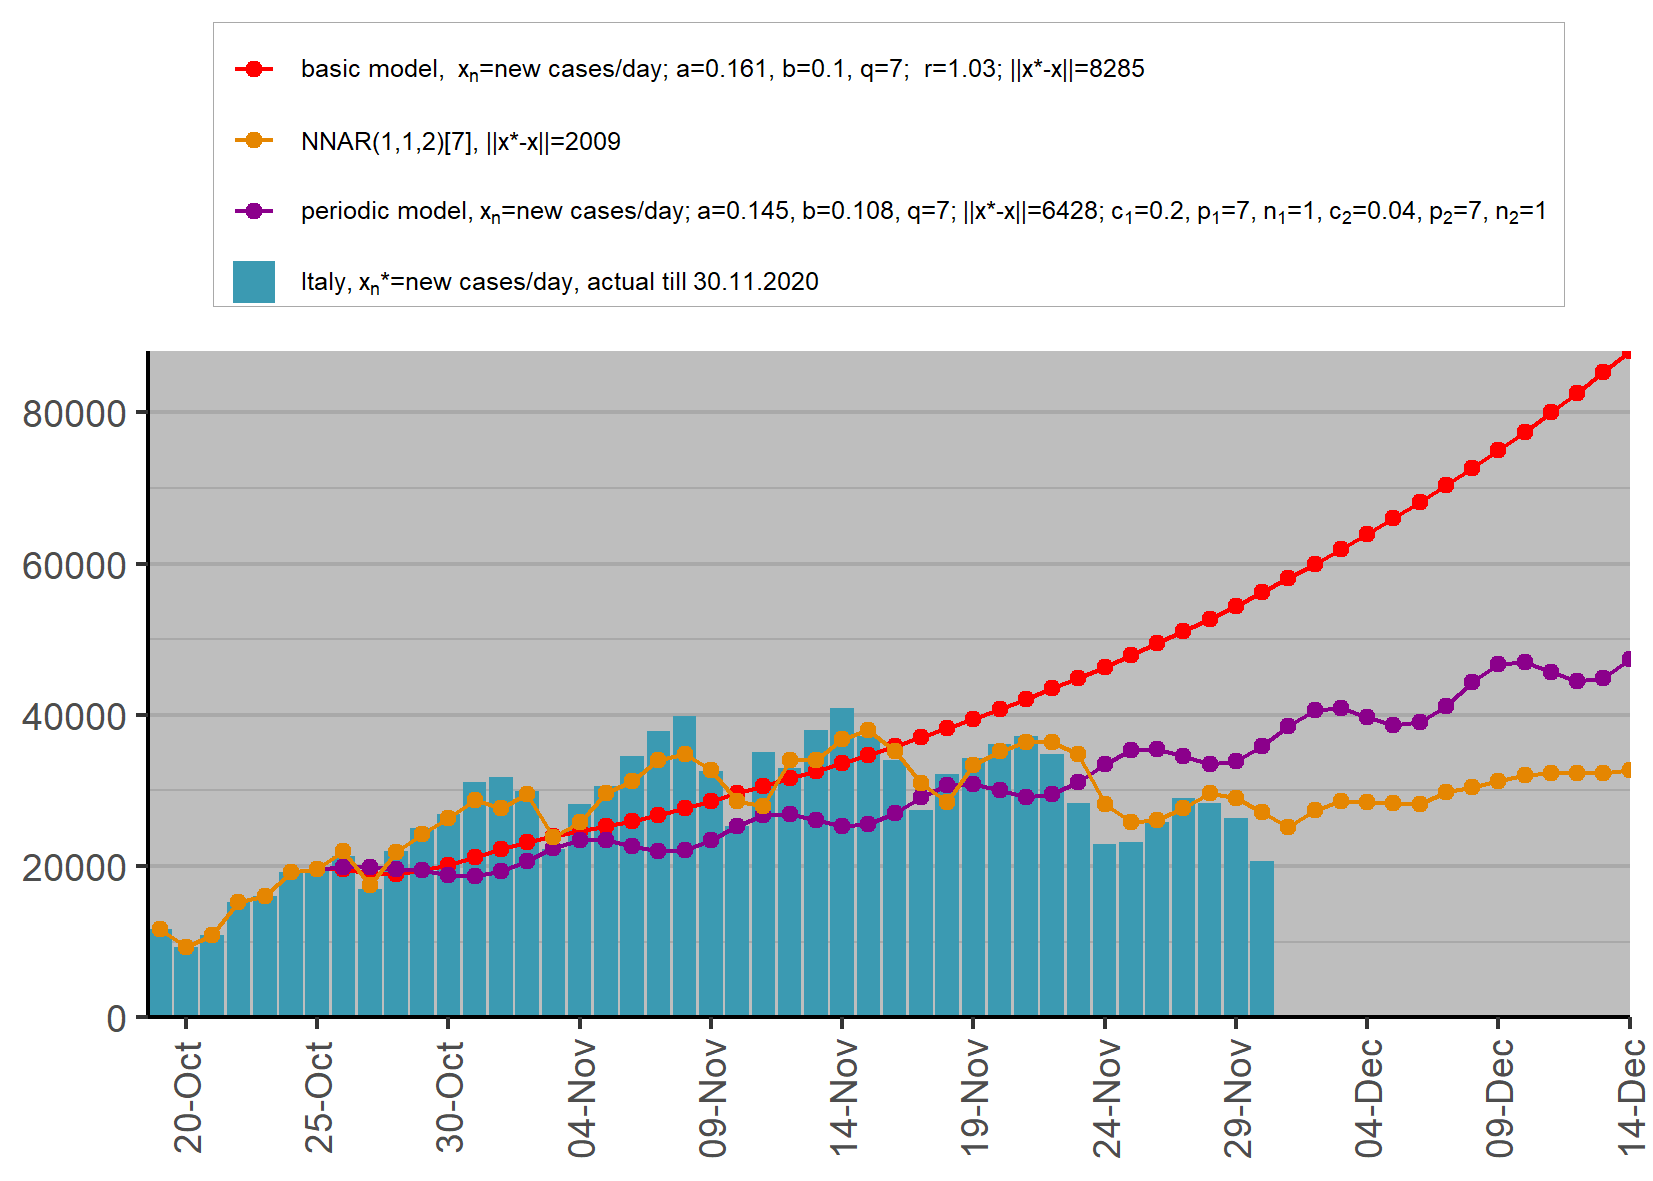 basic model, xₙ=new cases/day; a=0.161, b=0.1, q=7; r=1.03; ||x*-x||=8285
NNAR(1,1,2)[7], ||x*-x||=2009
periodic model, xₙ=new cases/day; a=0.145, b=0.108, q=7; ||x*-x||=6428; c₁=0.2, p₁=7, n₁=1, c₂=0.04, p₂=7, n₂=1
Italy, xₙ*=new cases/day, actual till 30.11.2020
80000
60000
40000
20000
0
20-Oct
25-Oct
30-Oct
04-Nov
09-Nov
14-Nov
19-Nov
24-Nov
29-Nov
04-Dec
09-Dec
14-Dec